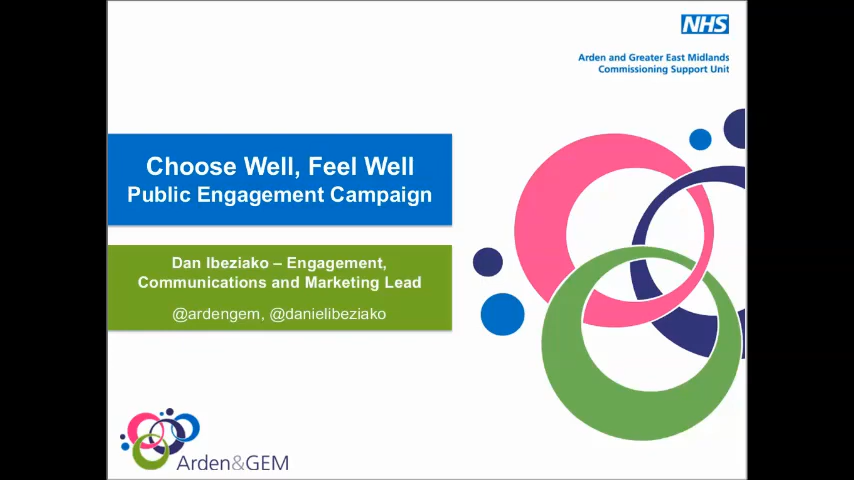 NHS
Arden and Greater East Midlands
Commissioning Support Unit
Choose Well, Feel Well
Public Engagement Campaign
Dan Ibeziako – Engagement,
Communications and Marketing Lead
@ardengem, @danielibeziako
Arden&GEM